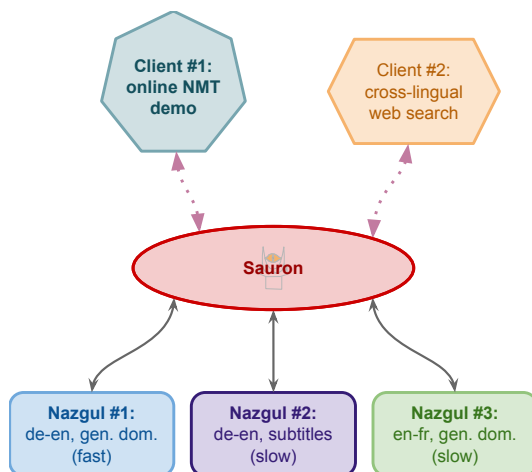 Client #1:
online NMT
demo
Client #2:
cross-lingual
web search
Sauron
Nazgul #1:
de-en, gen. dom.
(fast)
Nazgul #2:
de-en, subtitles
(slow)
Nazgul #3:
en-fr, gen. dom.
(slow)